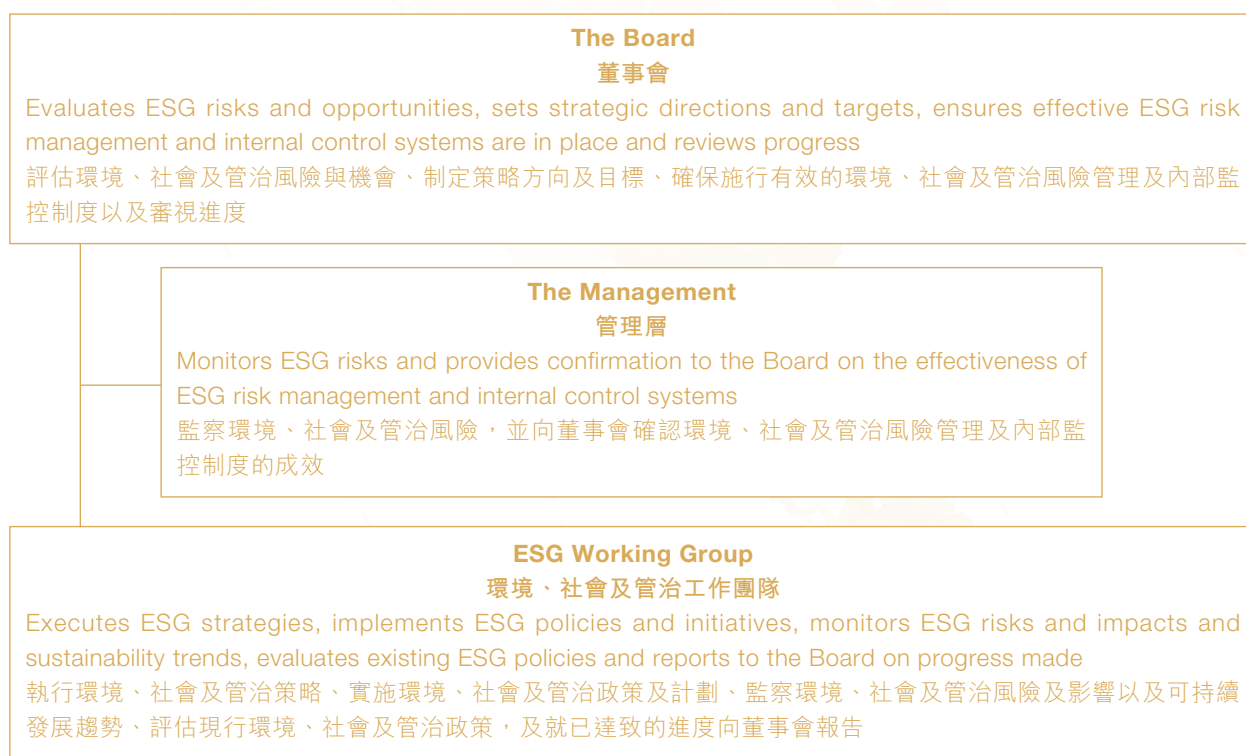 The Board
董事會
Evaluates ESG risks and opportunities, sets strategic directions and targets, ensures effective ESG risk
management and internal control systems are in place and reviews progress
評估環境、社會及管治風險與機會、制定策略方向及目標、確保施行有效的環境、社會及管治風險管理及內部監
控制度以及審視進度
The Management
管理層
Monitors ESG risks and provides confirmation to the Board on the effectiveness of
ESG risk management and internal control systems
監察環境、社會及管治風險，並向董事會確認環境、社會及管治風險管理及內部監
控制度的成效
ESG Working Group
環境、社會及管治工作團隊
Executes ESG strategies, implements ESG policies and initiatives, monitors ESG risks and impacts and
sustainability trends, evaluates existing ESG policies and reports to the Board on progress made
執行環境、社會及管治策略、實施環境、社會及管治政策及計劃、監察環境、社會及管治風險及影響以及可持續
發展趨勢、評估現行環境、社會及管治政策，及就已達致的進度向董事會報告